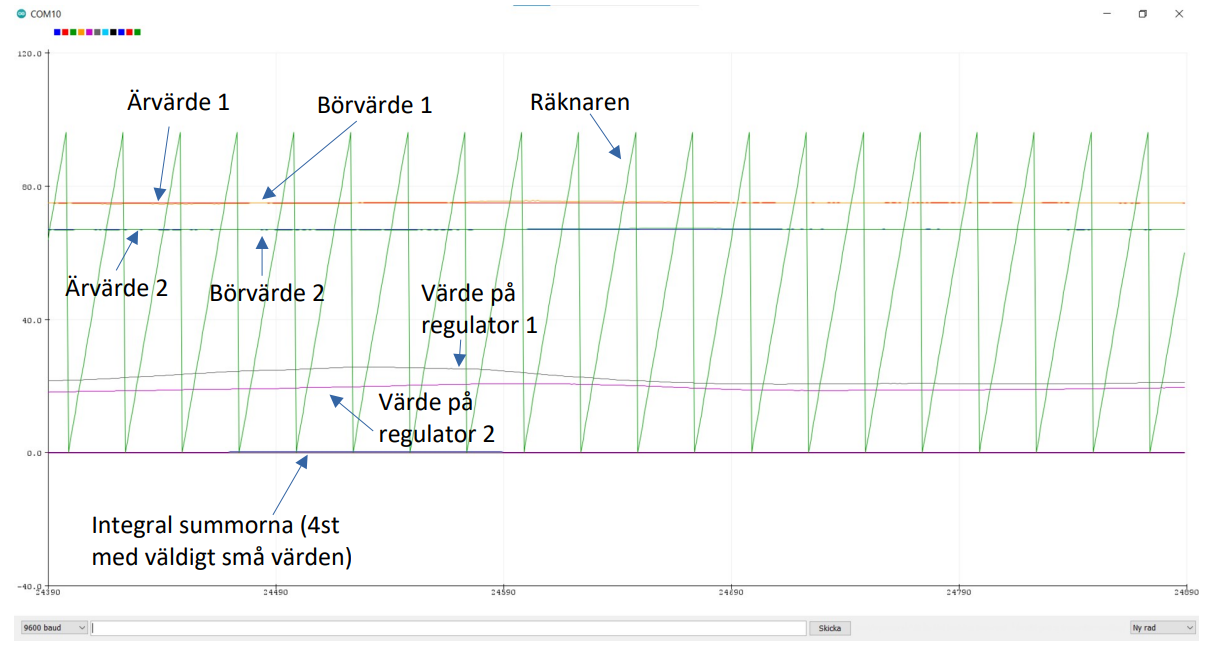 COM10
120.0
Ärvärde 1
Börvärde 1
Räknaren
80.0
Ärvärde 2
Börvärde 2
Värde på
regulator 1
40.0
Värde på
regulator 2
0.0
Integral summorna (4st
med väldigt små värden)
-40.0
24390
24490
24590
24690
24790
24890
9600 baud
Skicka
Ny rad